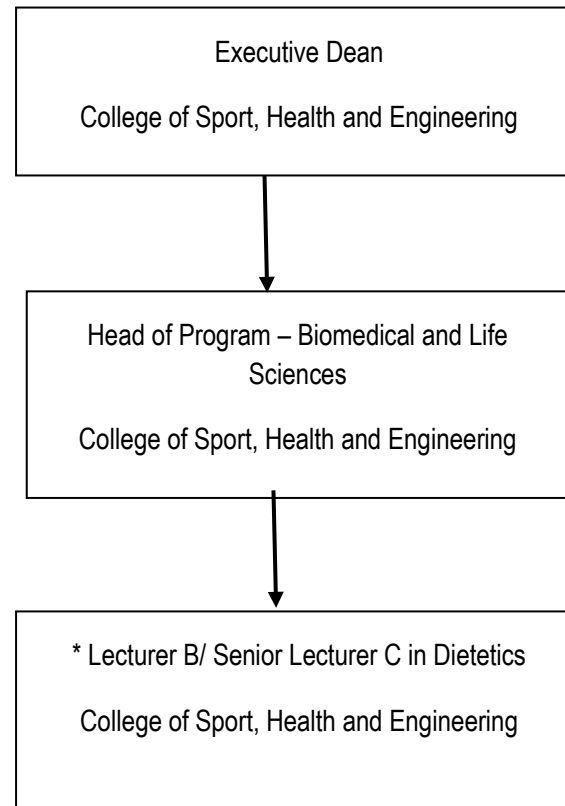 Executive Dean
College of Sport, Health and Engineering
Head of Program – Biomedical and Life
Sciences
College of Sport, Health and Engineering
* Lecturer B/ Senior Lecturer C in Dietetics
College of Sport, Health and Engineering